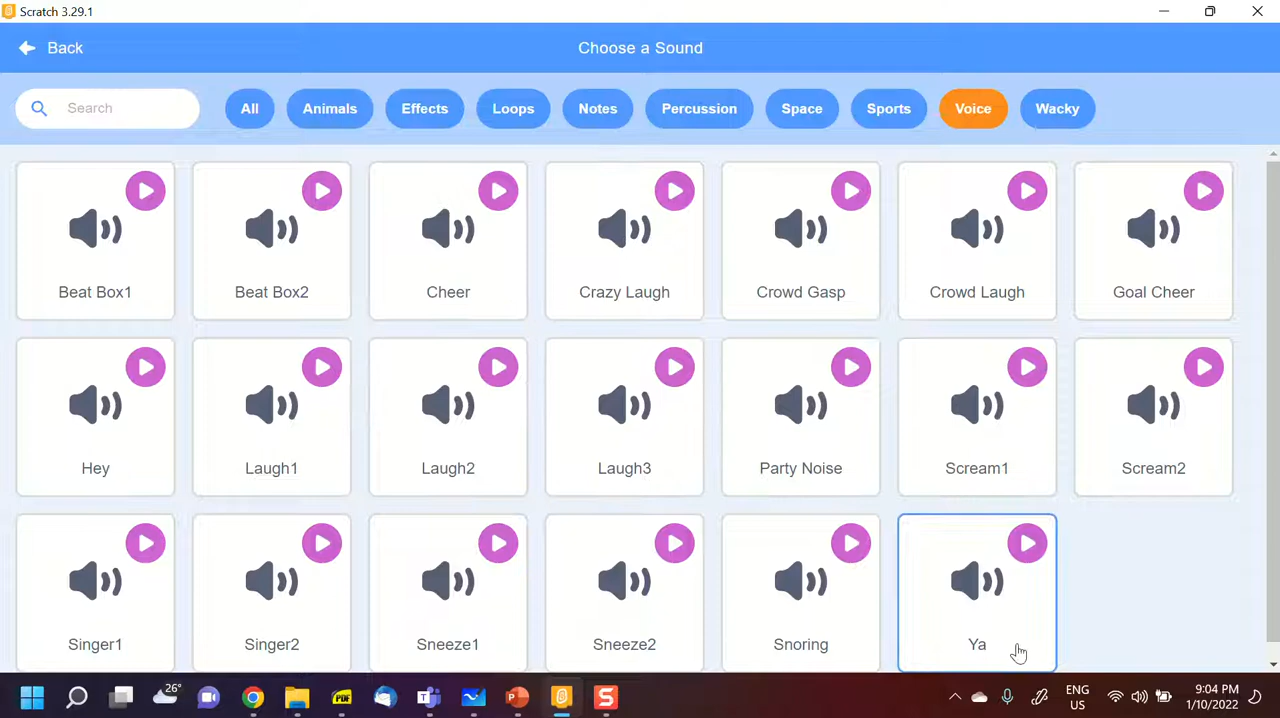 Scratch 3.29.1
Back
Choose a Sound
Search
All
Animals
Effects
Loops
Notes
Percussion
Space
Sports
Voice
Wacky
Beat Box1
Beat Box2
Cheer
Crazy Laugh
Crowd Gasp
Crowd Laugh
Goal Cheer
Hey
Laugh1
Laugh2
Laugh3
Party Noise
Scream1
Scream2
Singer1
Singer2
Sneeze1
Sneeze2
Snoring
Ya
26°
PDF
ENG
US
9:04 PM
1/10/2022